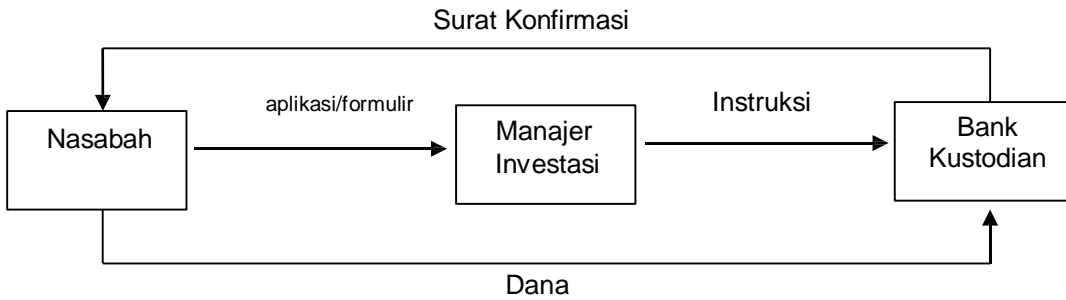 Surat Konfirmasi
aplikasi/formulir
Instruksi
Nasabah
Manajer
Investasi
Bank
Kustodian
Dana